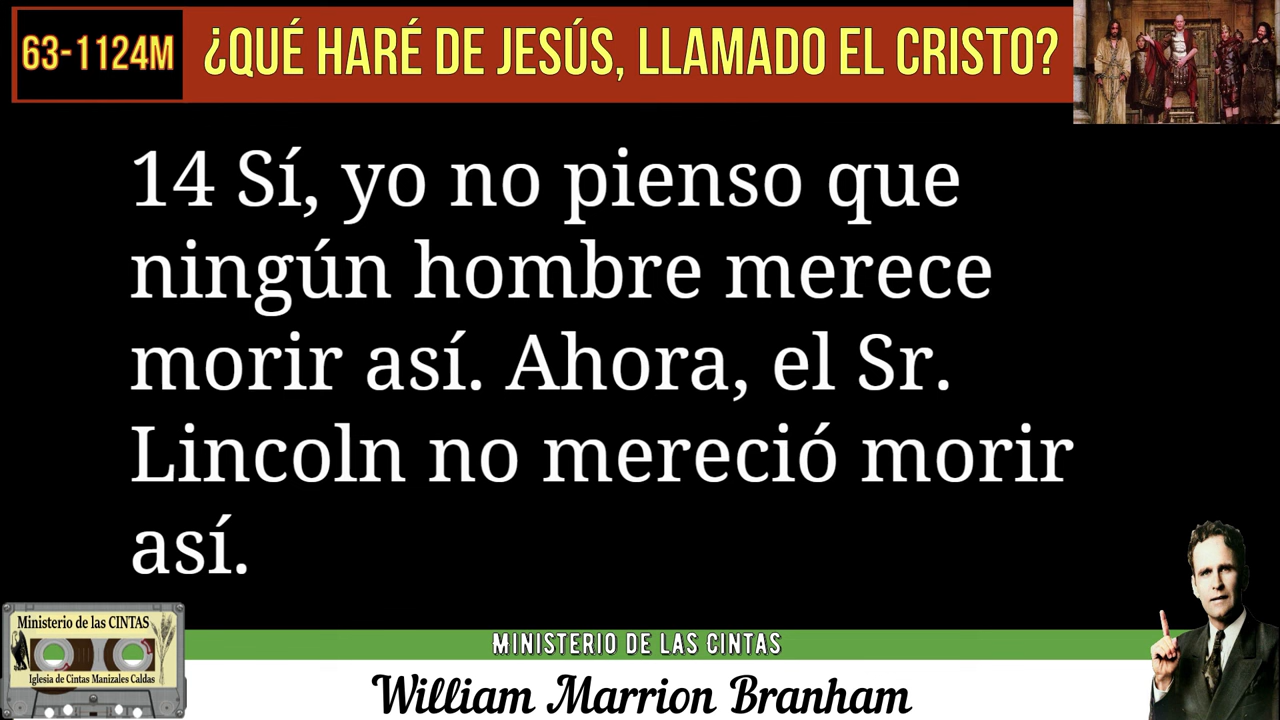 63-1124M
¿QUÉ HARÉ DE JESÚS, LLAMADO EL CRISTO?
14 Sí, yo no pienso que
ningún hombre merece
morir así. Ahora, el Sr.
Lincoln no mereció morir
así.
Ministerio de las CINTAS
Iglesia de Cintas Manizales Caldas
MINISTERIO DE LAS CINTAS
William Marrion Branham